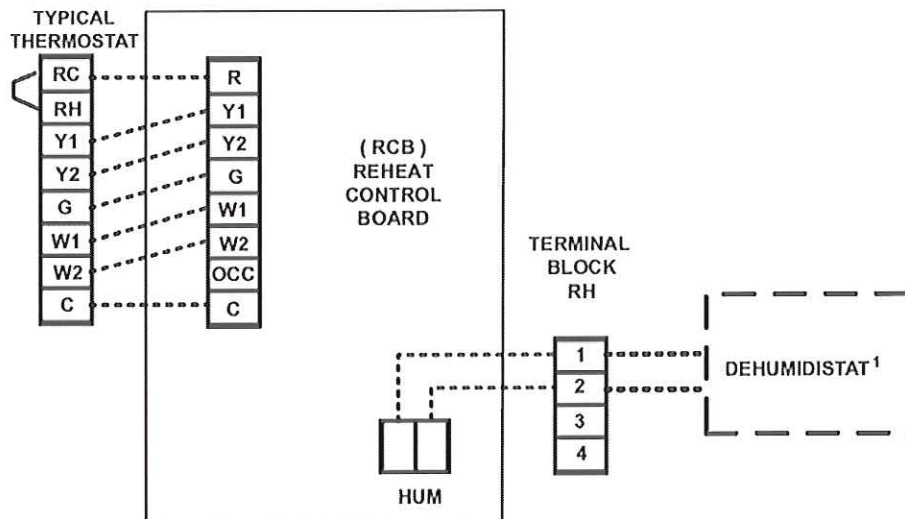 TYPICAL
THERMOSTAT
RC
RH
Y1
Y2
G
W1
W2
C
R
Y1
Y2
G
W1
W2
OCC
C
( RCB )
REHEAT
CONTROL
BOARD
HUM
TERMINAL
BLOCK
RH
1
2
3
4
DEHUMIDISTAT¹